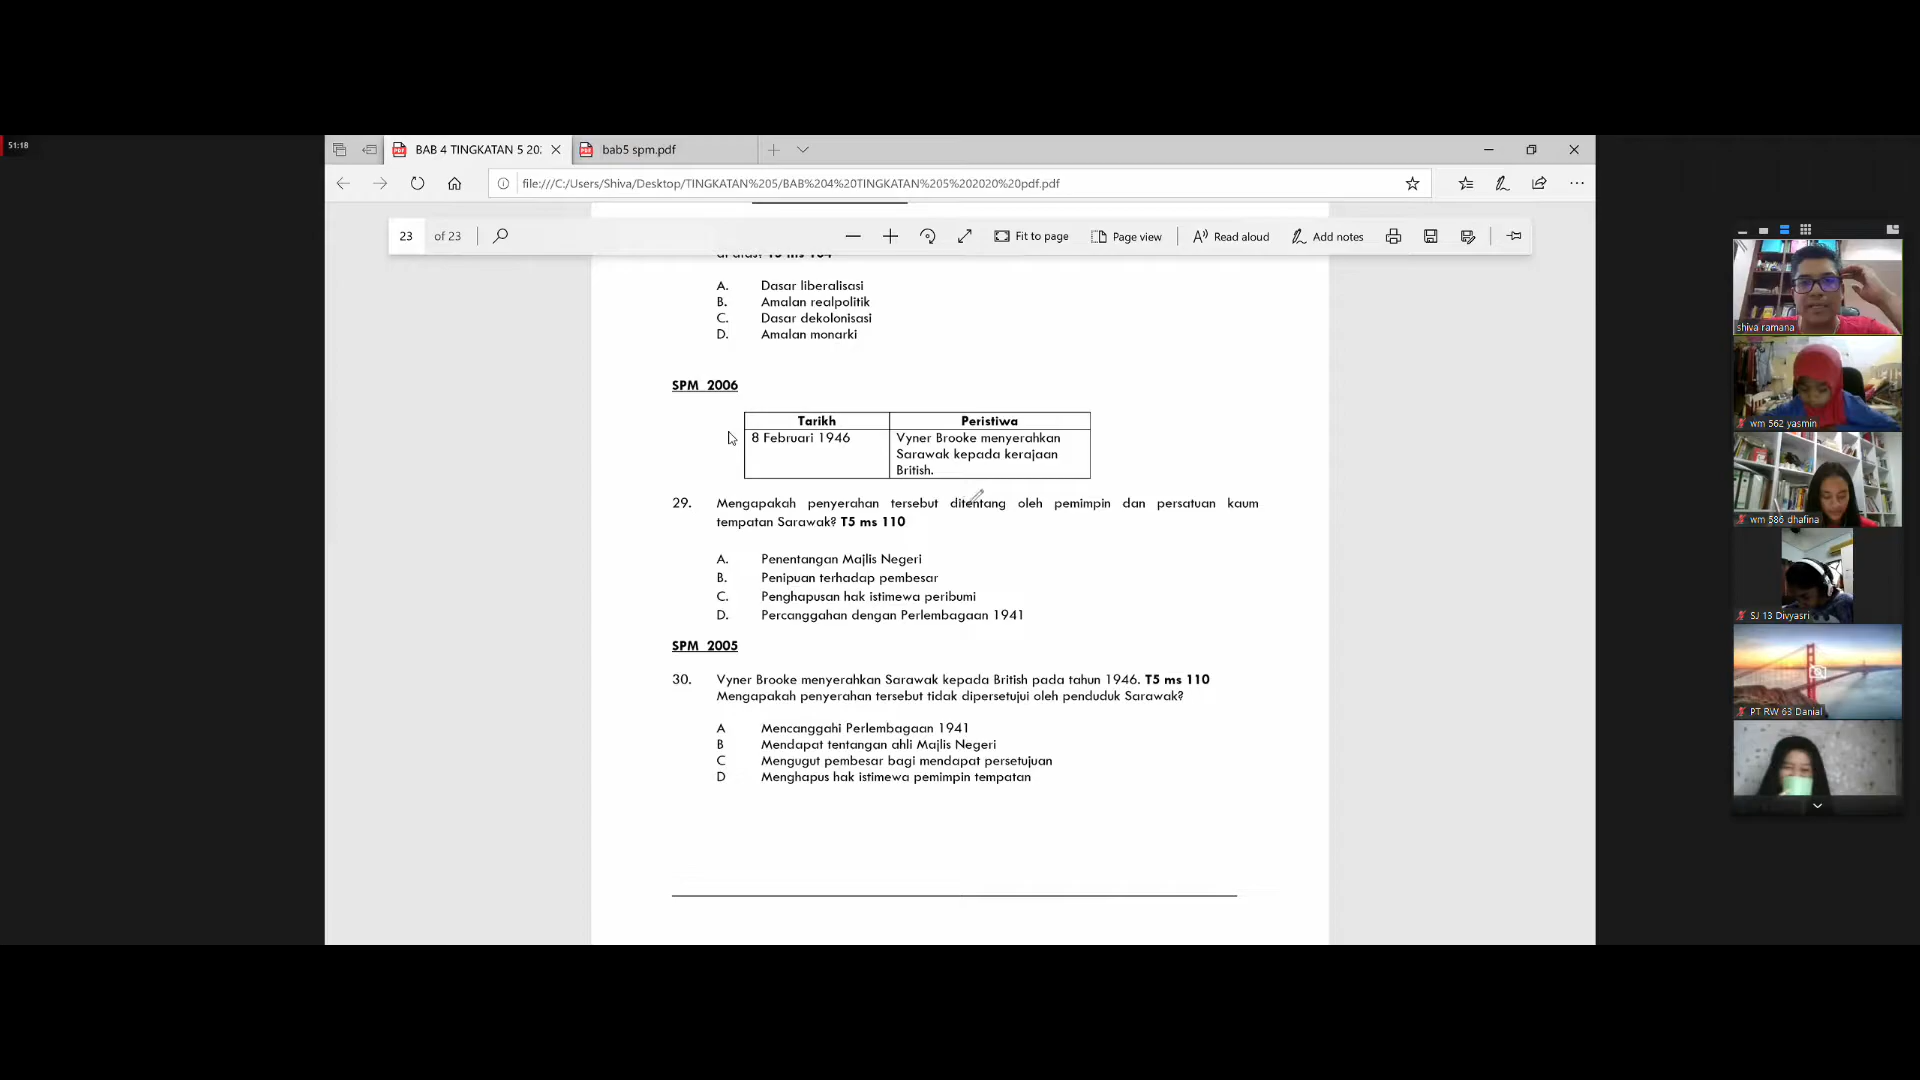 51:18
BAB 4 TINGKATAN 5 20
bab5 spm.pdf
file:///C:/Users/Shiva/Desktop/TINGKATAN%205/BAB%204%20TINGKATAN%205%202020%20pdf.pdf
23 of 23
Fit to page
Page view
Read aloud
Add notes
di atas? T5 ms 104
A. Dasar liberalisasi
B. Amalan realpolitik
C. Dasar dekolonisasi
D. Amalan monarki
SPM 2006
Tarikh Peristiwa
8 Februari 1946 Vyner Brooke menyerahkan
Sarawak kepada kerajaan
British.
29. Mengapakah penyerahan tersebut ditentang oleh pemimpin dan persatuan kaum
tempatan Sarawak? T5 ms 110
A. Penentangan Majlis Negeri
B. Penipuan terhadap pembesar
C. Penghapusan hak istimewa peribumi
D. Percanggahan dengan Perlembagaan 1941
SPM 2005
30. Vyner Brooke menyerahkan Sarawak kepada British pada tahun 1946. T5 ms 110
Mengapakah penyerahan tersebut tidak dipersetujui oleh penduduk Sarawak?
A Mencanggahi Perlembagaan 1941
B Mendapat tentangan ahli Majlis Negeri
C Mengugut pembesar bagi mendapat persetujuan
D Menghapus hak istimewa pemimpin tempatan
shiva ramana
wm 562 yasmin
wm 586 dhafina
SJ 13 Divyasri
PT RW 63 Danial